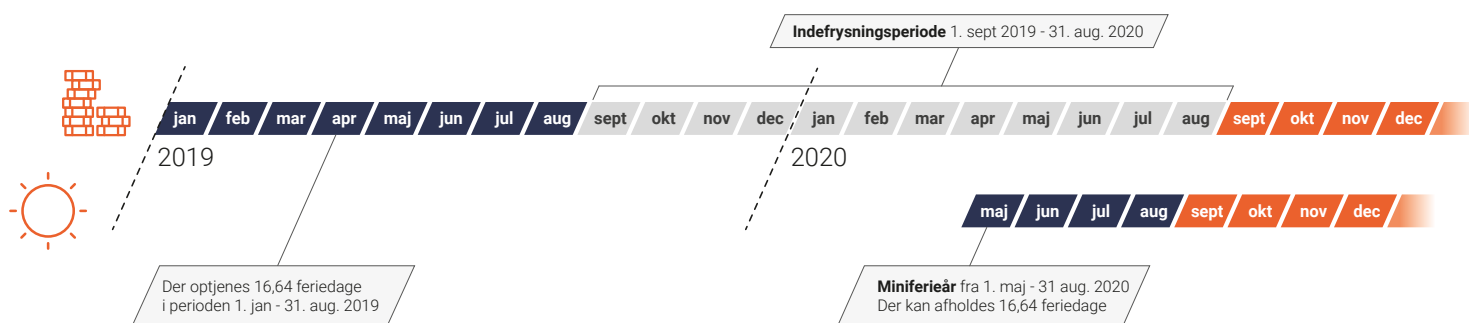 Indefrysningsperiode 1. sept 2019 - 31. aug. 2020
jan feb mar apr maj jun jul aug sept okt nov dec jan feb mar apr maj jun jul aug sept okt nov dec
2019 2020
maj jun jul aug sept okt nov dec
Der optjenes 16,64 feriedage
i perioden 1. jan - 31. aug. 2019
Miniferieår fra 1. maj - 31 aug. 2020
Der kan afholdes 16,64 feriedage